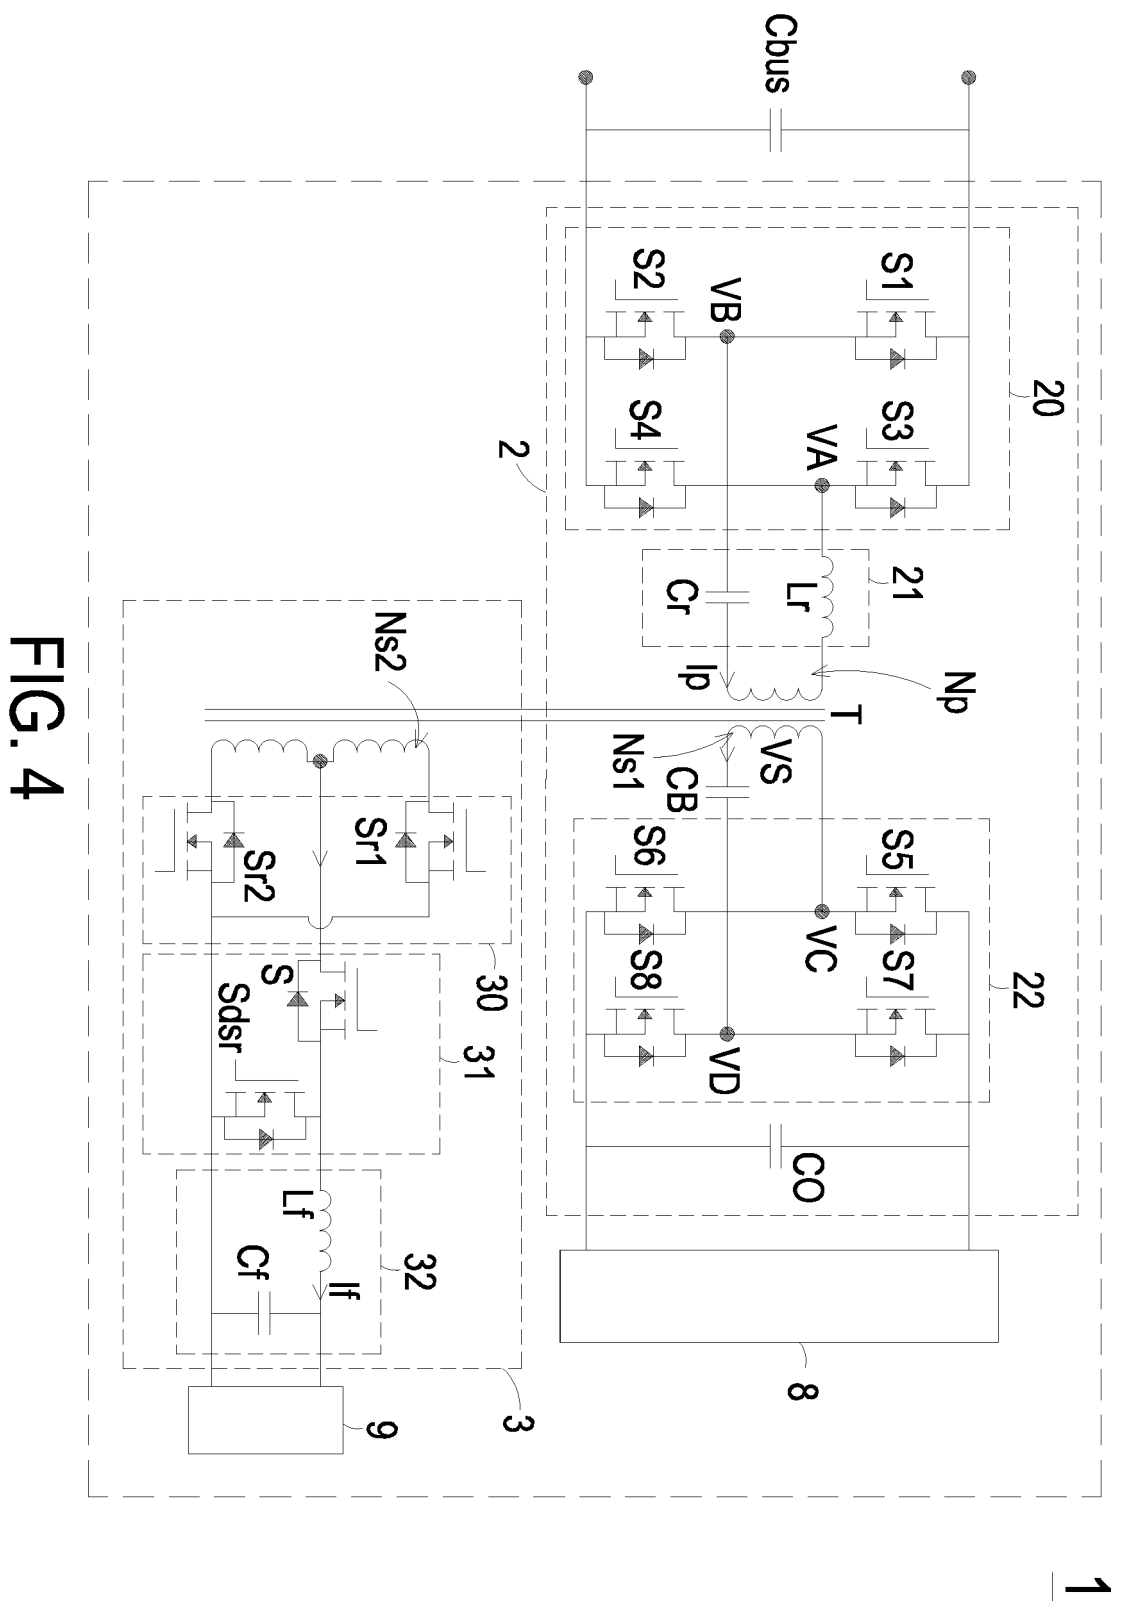 1
Cbus
20
S1
S3
VA
VB
S2
S4
2
21
Lr
Cr
Np
Ip
T
VS
Ns1
CB
22
S5
S7
VC
VD
S6
S8
CO
8
Ns2
Sr1
Sr2
30
S
Sdsr
31
Lf
If
Cf
32
3
9
FIG. 4